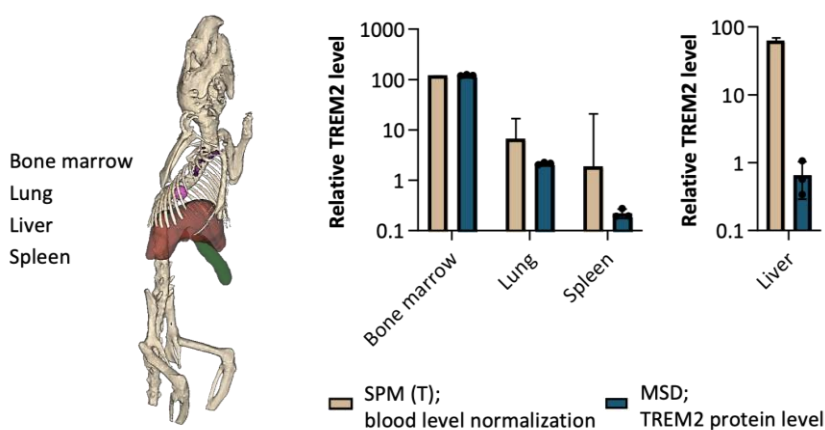 Bone marrow
Lung
Liver
Spleen
Relative TREM2 level
1000
100
10
1
0.1
Bone marrow
Lung
Spleen
Relative TREM2 level
100
10
1
0.1
Liver
SPM (T);
blood level normalization
MSD;
TREM2 protein level